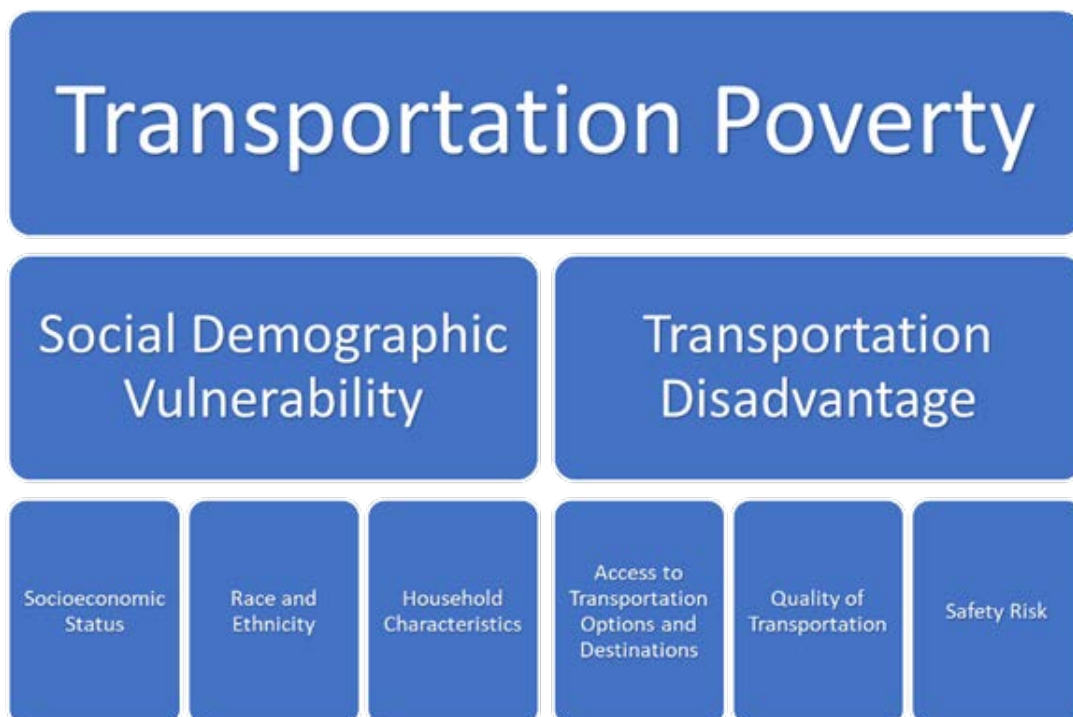 Transportation Poverty
Social Demographic
Vulnerability
Transportation
Disadvantage
Socioeconomic
Status
Race and
Ethnicity
Household
Characteristics
Access to
Transportation
Options and
Destinations
Quality of
Transportation
Safety Risk